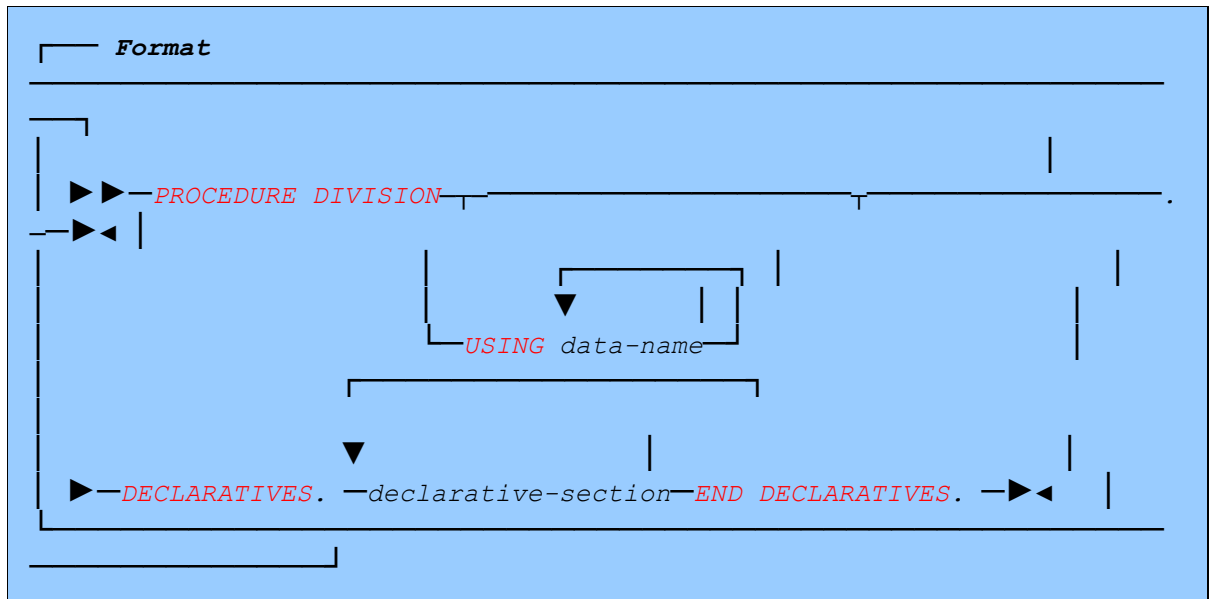 Format
PROCEDURE DIVISION .
USING data-name
DECLARATIVES. declarative-section END DECLARATIVES.